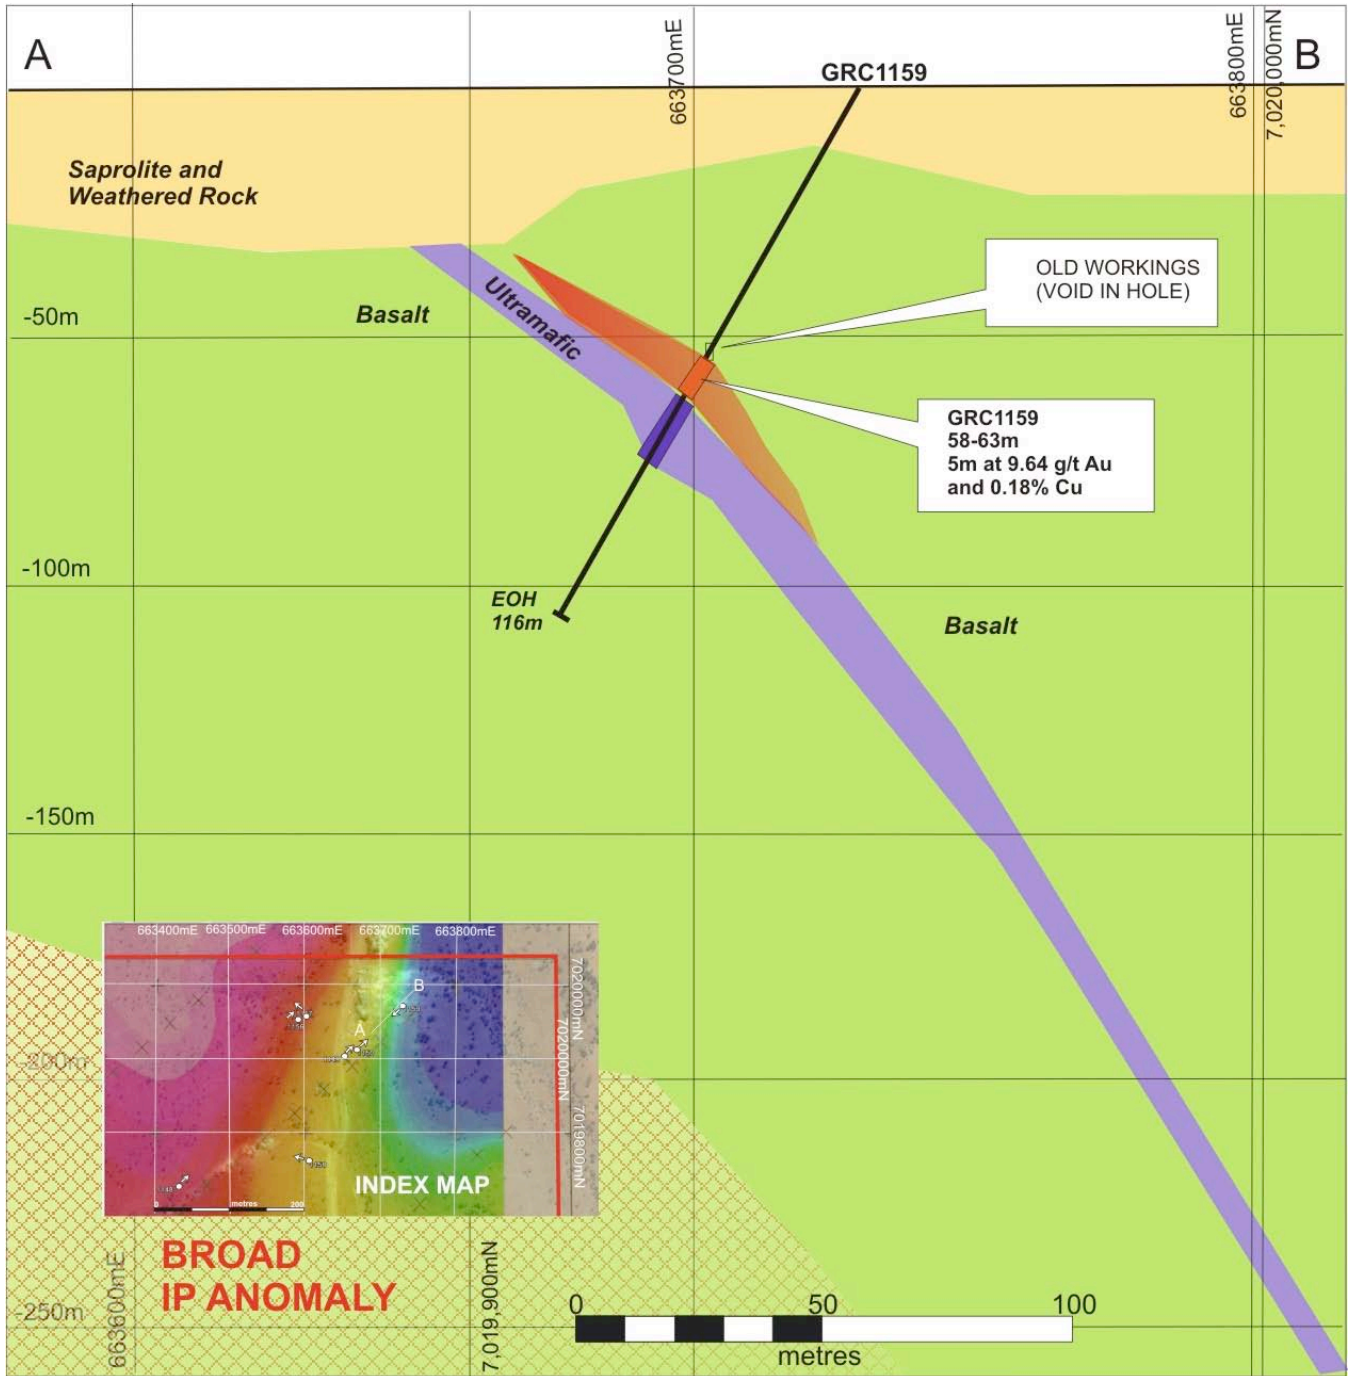 A
663700mE
GRC1159
663800mE
7,020,000mN
B
Saprolite and
Weathered Rock
-50m
Basalt
Ultramafic
OLD WORKINGS
(VOID IN HOLE)
GRC1159
58-63m
5m at 9.64 g/t Au
and 0.18% Cu
-100m
EOH
116m
Basalt
-150m
663400mE 663500mE 663600mE 663700mE 663800mE
B
A
7020000mN
7020000mN
7019800mN
-200m
INDEX MAP
0 metres 200
BROAD
IP ANOMALY
663600mE
7,019,900mN
-250m
0 50 100
metres